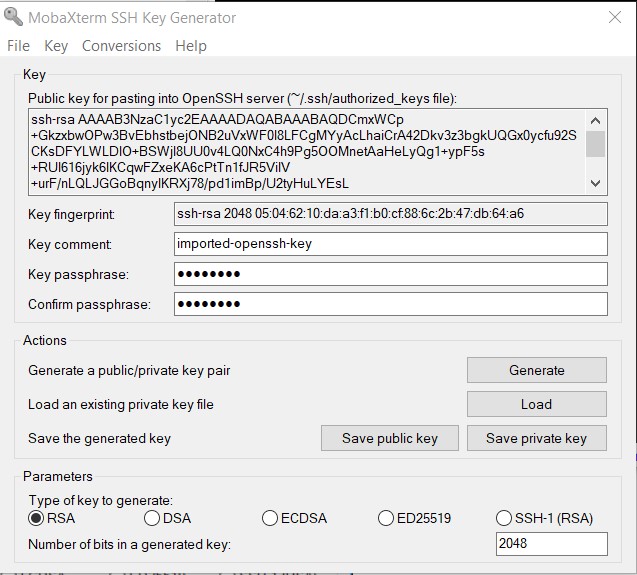 MobaXterm SSH Key Generator
File Key Conversions Help
Key
Public key for pasting into OpenSSH server (~/.ssh/authorized_keys file):
ssh-rsa AAAAB3NzaC1yc2EAAAADAQABAAABAQDCmxWCp
+GkzxbwOPw3BvEbhstbejONB2uVxWF0I8LFCgMYyAcLhaiCrA42Dkv3z3bgkUQGx0ycfu92S
CKsDFYLWLDlO+BSWjl8UU0v4LQ0NxC4h9Pg5OOMnetAaHeLyQg1+ypF5s
+RUl616jyk6lKCqwFZxeKA6cPtTn1fJR5VilV
+urF/nLQLJGGoBqnylKRXj78/pd1imBp/U2tyHuLYEsL
Key fingerprint: ssh-rsa 2048 05:04:62:10:da:a3:f1:b0:cf:88:6c:2b:47:db:64:a6
Key comment: imported-openssh-key
Key passphrase: ●●●●●●●●
Confirm passphrase: ●●●●●●●●
Actions
Generate a public/private key pair Generate
Load an existing private key file Load
Save the generated key Save public key Save private key
Parameters
Type of key to generate:
RSA DSA ECDSA ED25519 SSH-1 (RSA)
Number of bits in a generated key: 2048